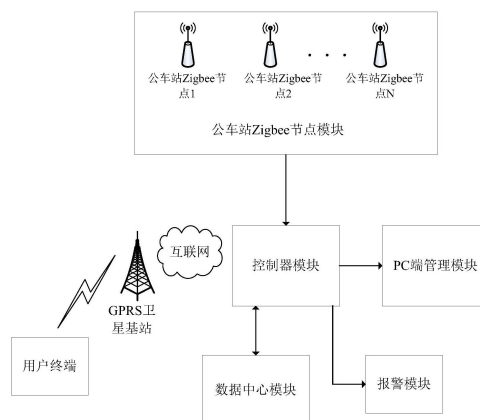 公车站Zigbee节
点1
公车站Zigbee节
点2
公车站Zigbee节
点N
公车站Zigbee节点模块
互联网
控制器模块
PC端管理模块
GPRS卫
星基站
用户终端
数据中心模块
报警模块